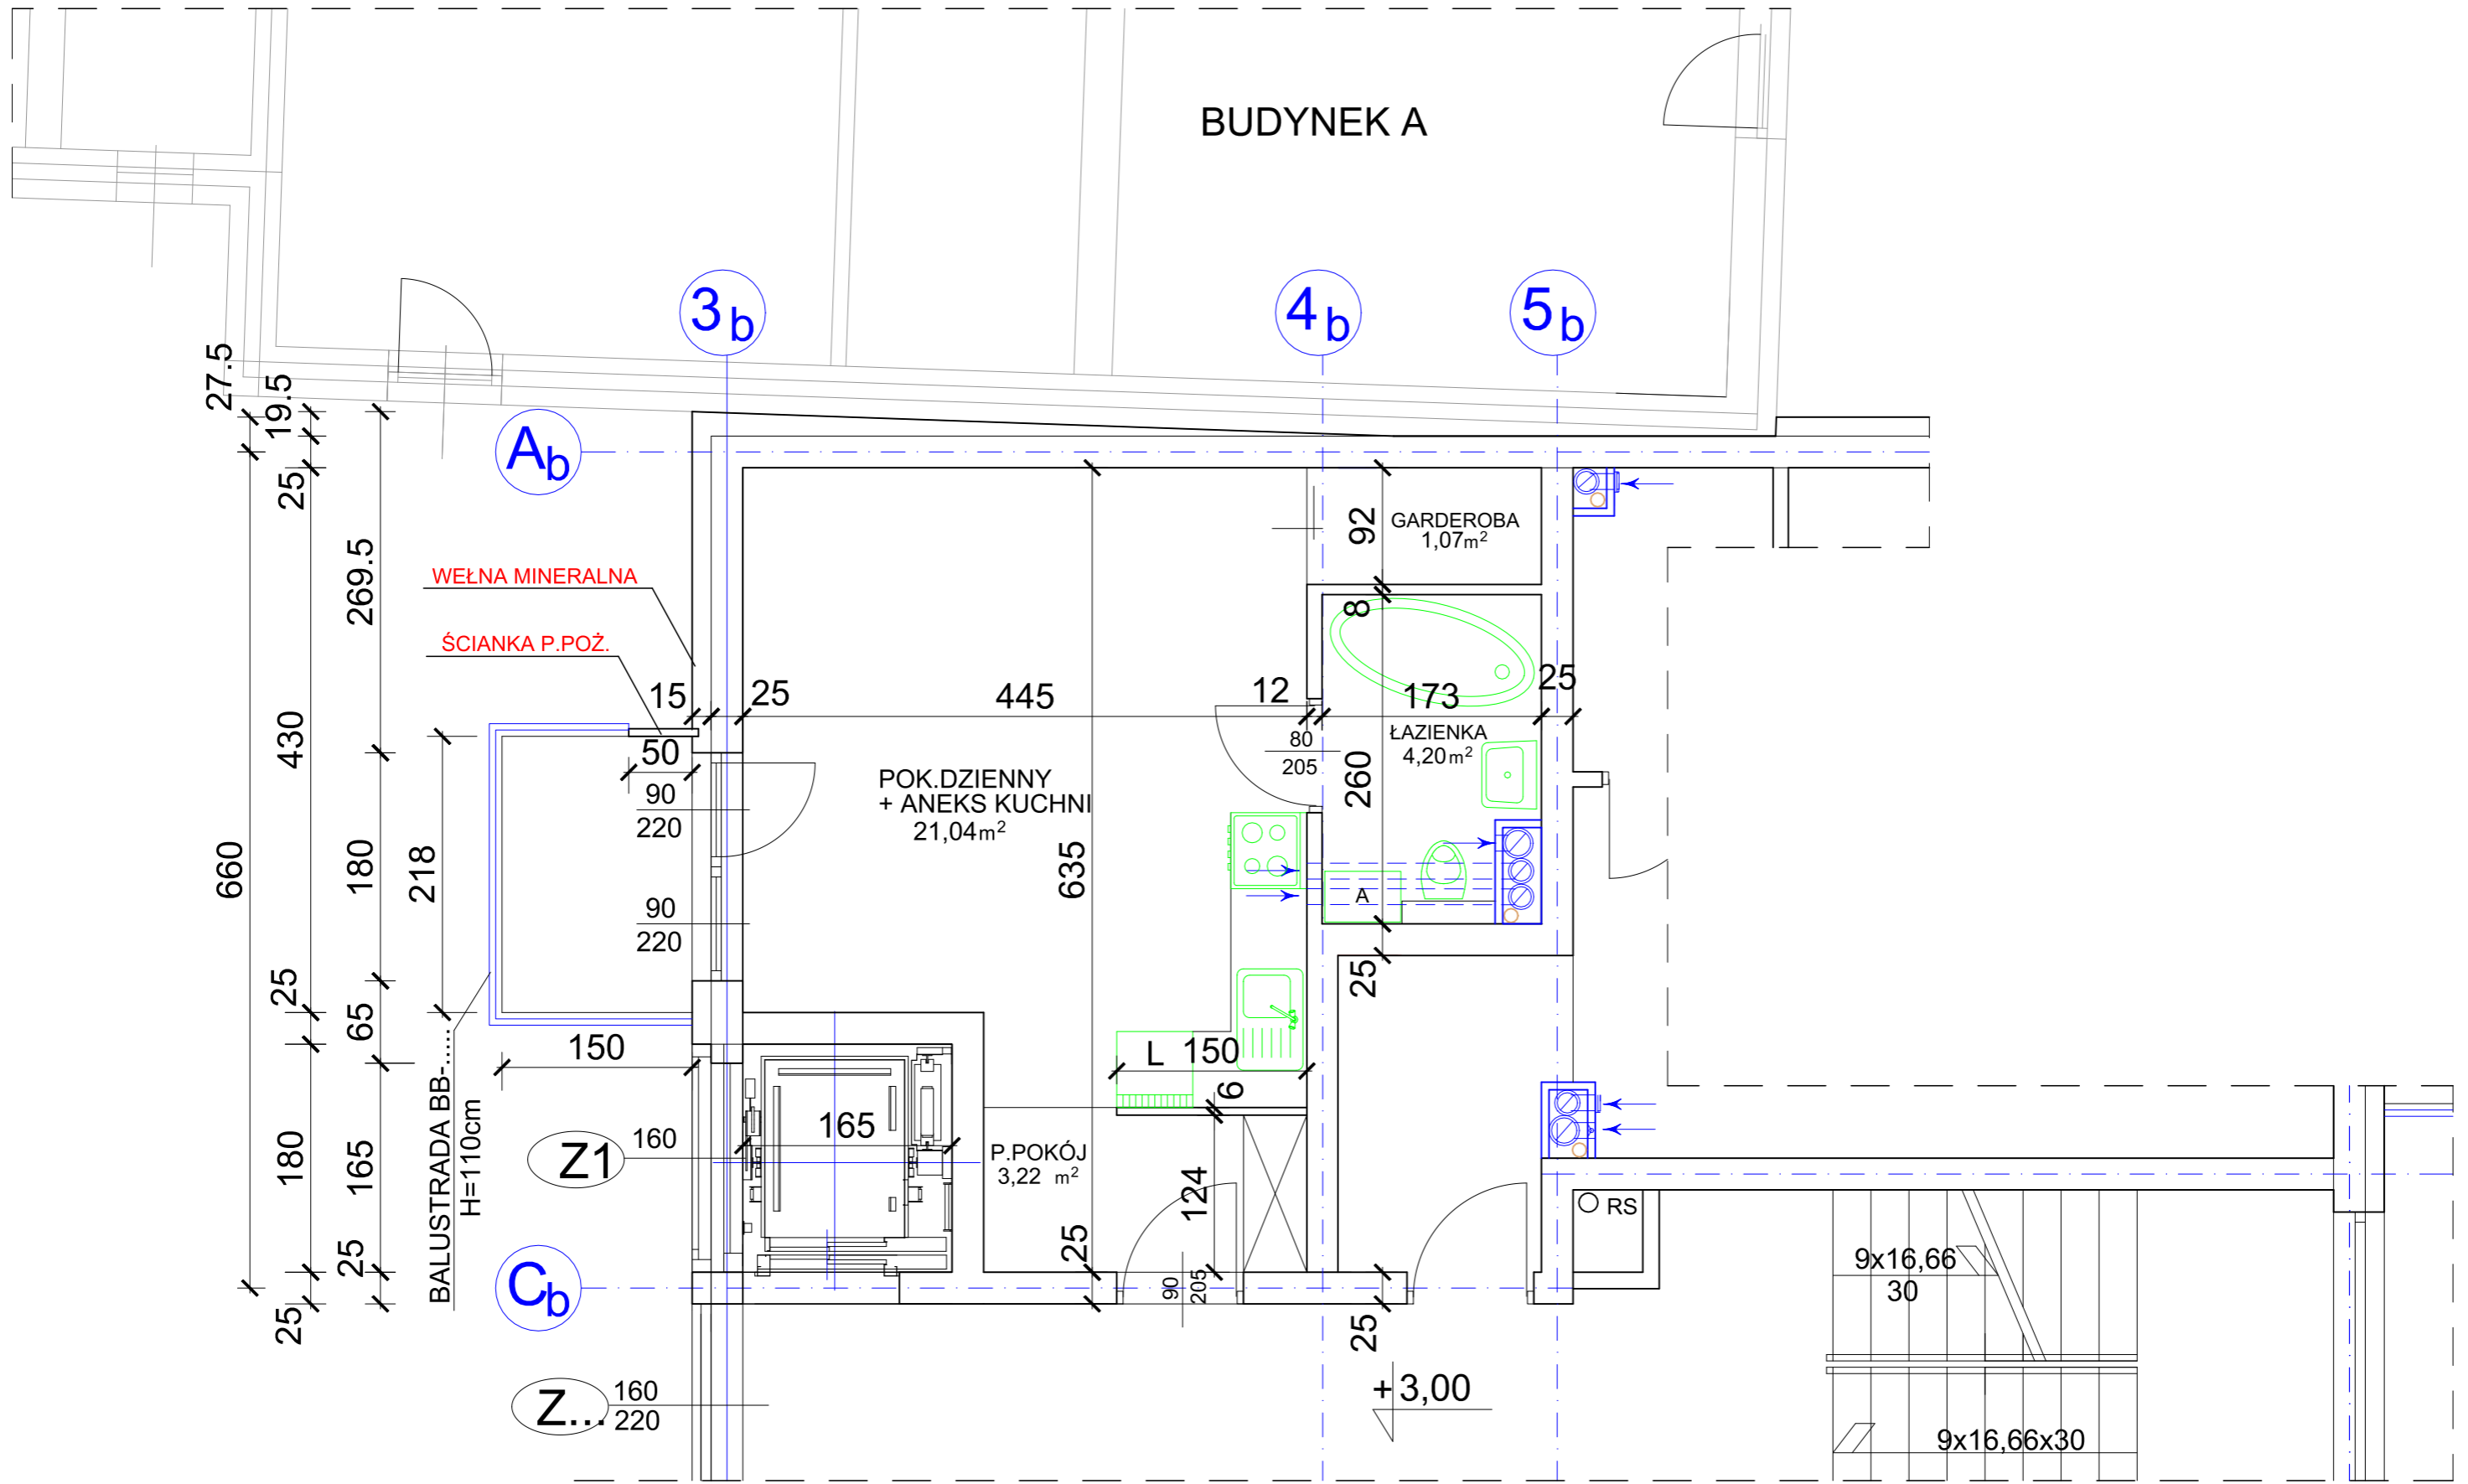 BUDYNEK A
3b
4b
5b
27.5
19.5
Ab
25
92
GARDEROBA
1,07m²
269.5
WEŁNA MINERALNA
8
ŚCIANKA P.POŻ.
15
25
445
12
173
25
430
50
80
205
ŁAZIENKA
4,20m²
260
90
220
POK.DZIENNY
+ ANEKS KUCHNI
21,04m²
660
180
218
635
90
220
A
25
65
25
150
L
150
6
BALUSTRADA BB-......
H=110cm
180
165
Z1
160
165
P.POKÓJ
3,22 m²
124
RS
25
25
90
205
9x16,66
30
Cb
25
25
Z...
160
220
+3,00
9x16,66x30